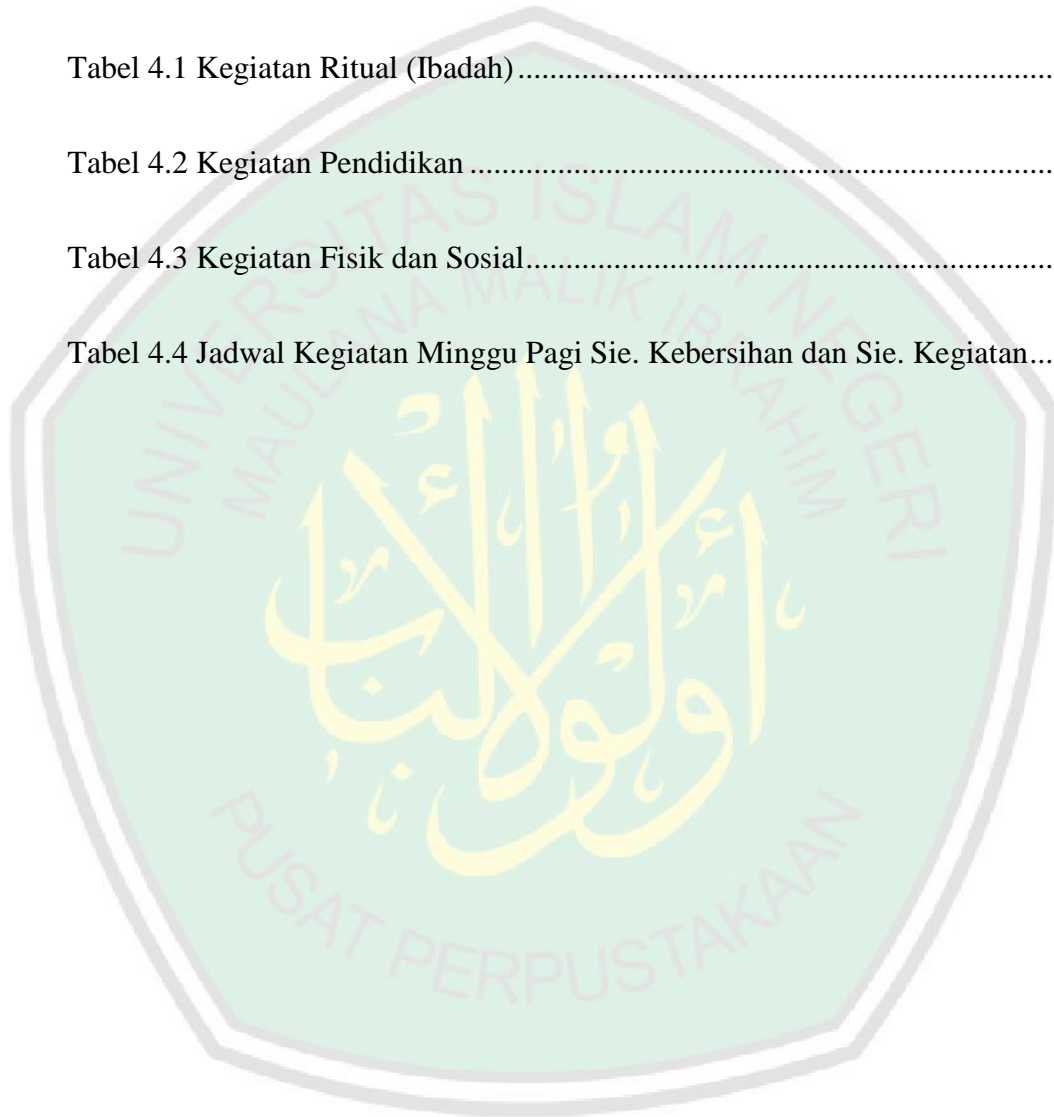 Tabel 4.1 Kegiatan Ritual (Ibadah)....................................................................
Tabel 4.2 Kegiatan Pendidikan ..........................................................................
Tabel 4.3 Kegiatan Fisik dan Sosial...................................................................
Tabel 4.4 Jadwal Kegiatan Minggu Pagi Sie. Kebersihan dan Sie. Kegiatan...
UNIVERSITAS ISLAM NEGERI
MAULANA MALIK IBRAHIM
أولوا الألباب
PUSAT PERPUSTAKAAN